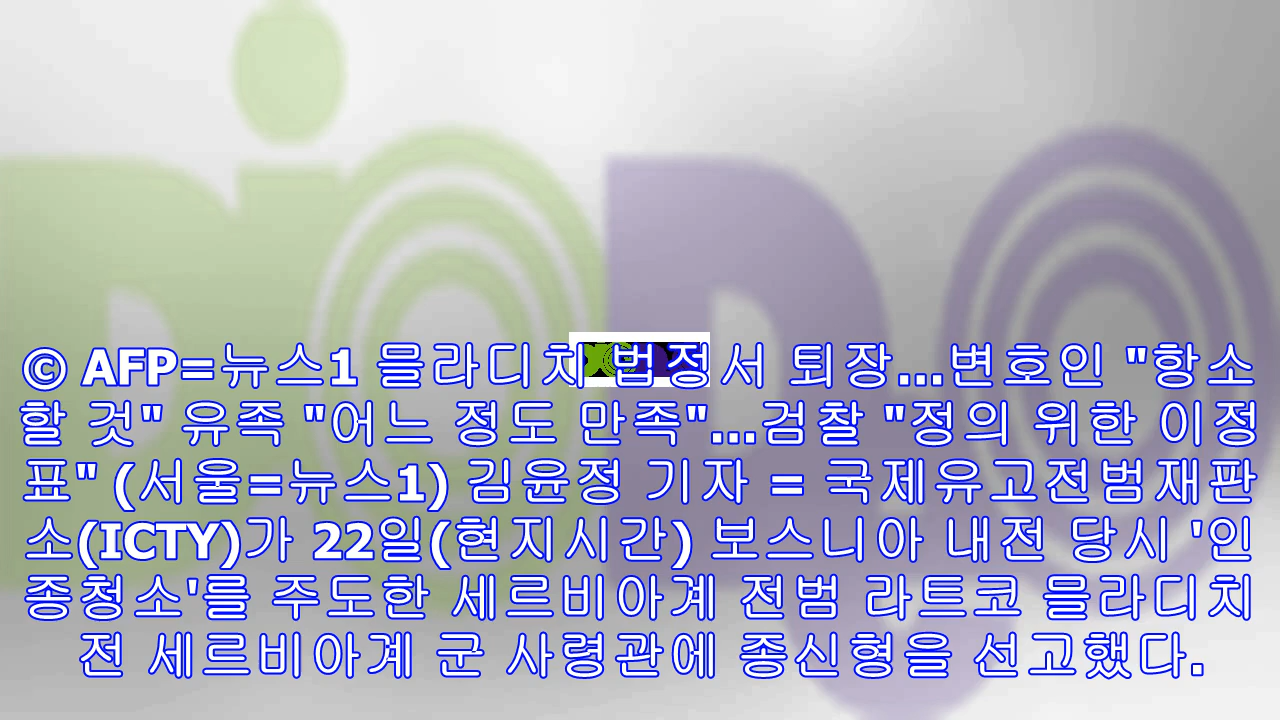 © AFP=뉴스1 믈라디치 법정서 퇴장...변호인 "항소
할 것" 유족 "어느 정도 만족"...검찰 "정의 위한 이정
표" (서울=뉴스1) 김윤정 기자 = 국제유고전범재판
소(ICTY)가 22일(현지시간) 보스니아 내전 당시 '인
종청소'를 주도한 세르비아계 전범 라트코 믈라디치
전 세르비아계 군 사령관에 종신형을 선고했다.